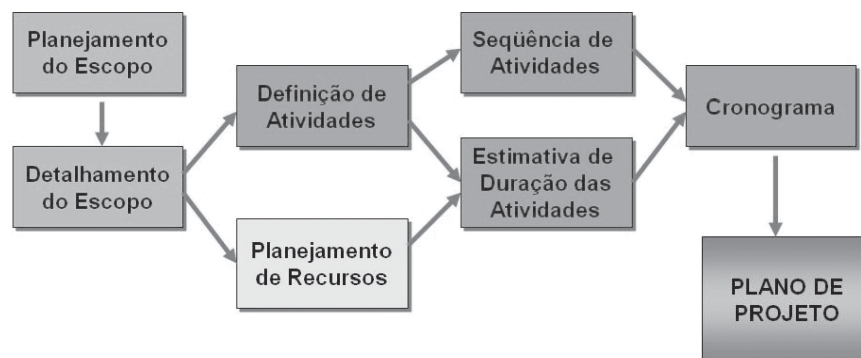 Planejamento
do Escopo
Detalhamento
do Escopo
Definição de
Atividades
Planejamento
de Recursos
Seqüência de
Atividades
Estimativa de
Duração das
Atividades
Cronograma
PLANO DE
PROJETO